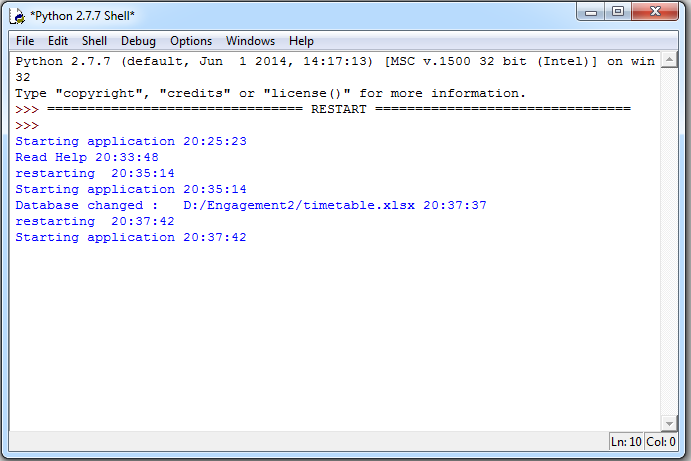 *Python 2.7.7 Shell*
File Edit Shell Debug Options Windows Help
Python 2.7.7 (default, Jun  1 2014, 14:17:13) [MSC v.1500 32 bit (Intel)] on win
32
Type "copyright", "credits" or "license()" for more information.
>>> ================================ RESTART ================================
>>>
Starting application 20:25:23
Read Help 20:33:48
restarting  20:35:14
Starting application 20:35:14
Database changed :   D:/Engagement2/timetable.xlsx 20:37:37
restarting  20:37:42
Starting application 20:37:42
Ln: 10 Col: 0